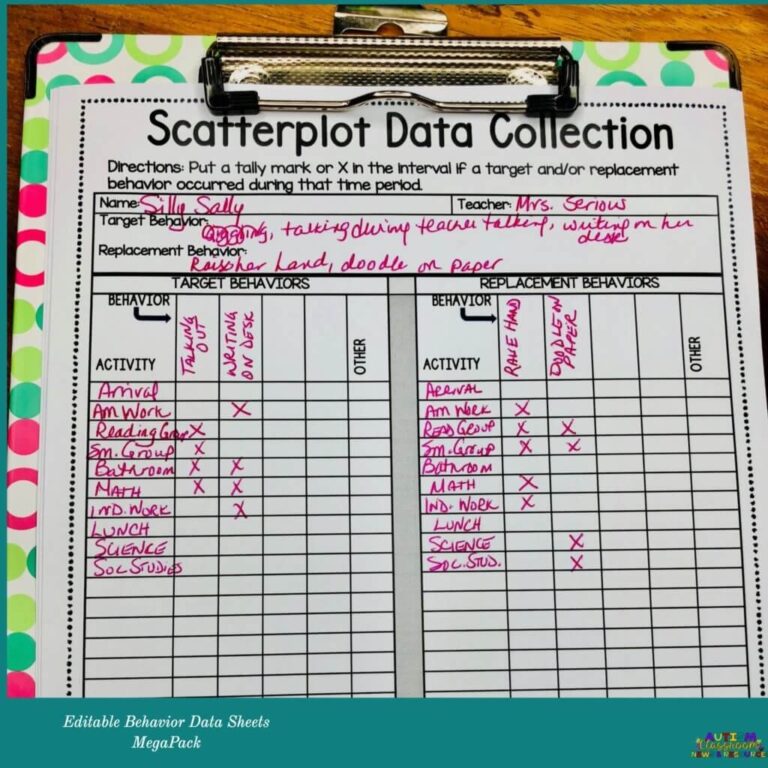 Scatterplot Data Collection
Directions: Put a tally mark or X in the interval if a target and/or replacement
behavior occurred during that time period.
Name: Silly Sally Teacher: Mrs. Serious
Target Behavior: talking during teacher talking, writing on her
desk
Replacement Behavior:
Raise her hand, doodle on paper
TARGET BEHAVIORS REPLACEMENT BEHAVIORS
BEHAVIOR TALKING OUT WRITING ON DESK OTHER BEHAVIOR HAND DOODLE ON PAPER OTHER
ACTIVITY ACTIVITY
Arrival ARRIVAL
Am Work X Am Work X
Reading Group X READ GROUP X X
Sm. Group X Sm. Group X X
Bathroom X X Bathroom
MATH X X MATH X
IND. WORK X IND. WORK X
LUNCH LUNCH
SCIENCE SCIENCE X
SOC. STUDIES SOC. STUD. X
Editable Behavior Data Sheets
MegaPack
AUTISM
Classroom
NEWS & RESOURCES